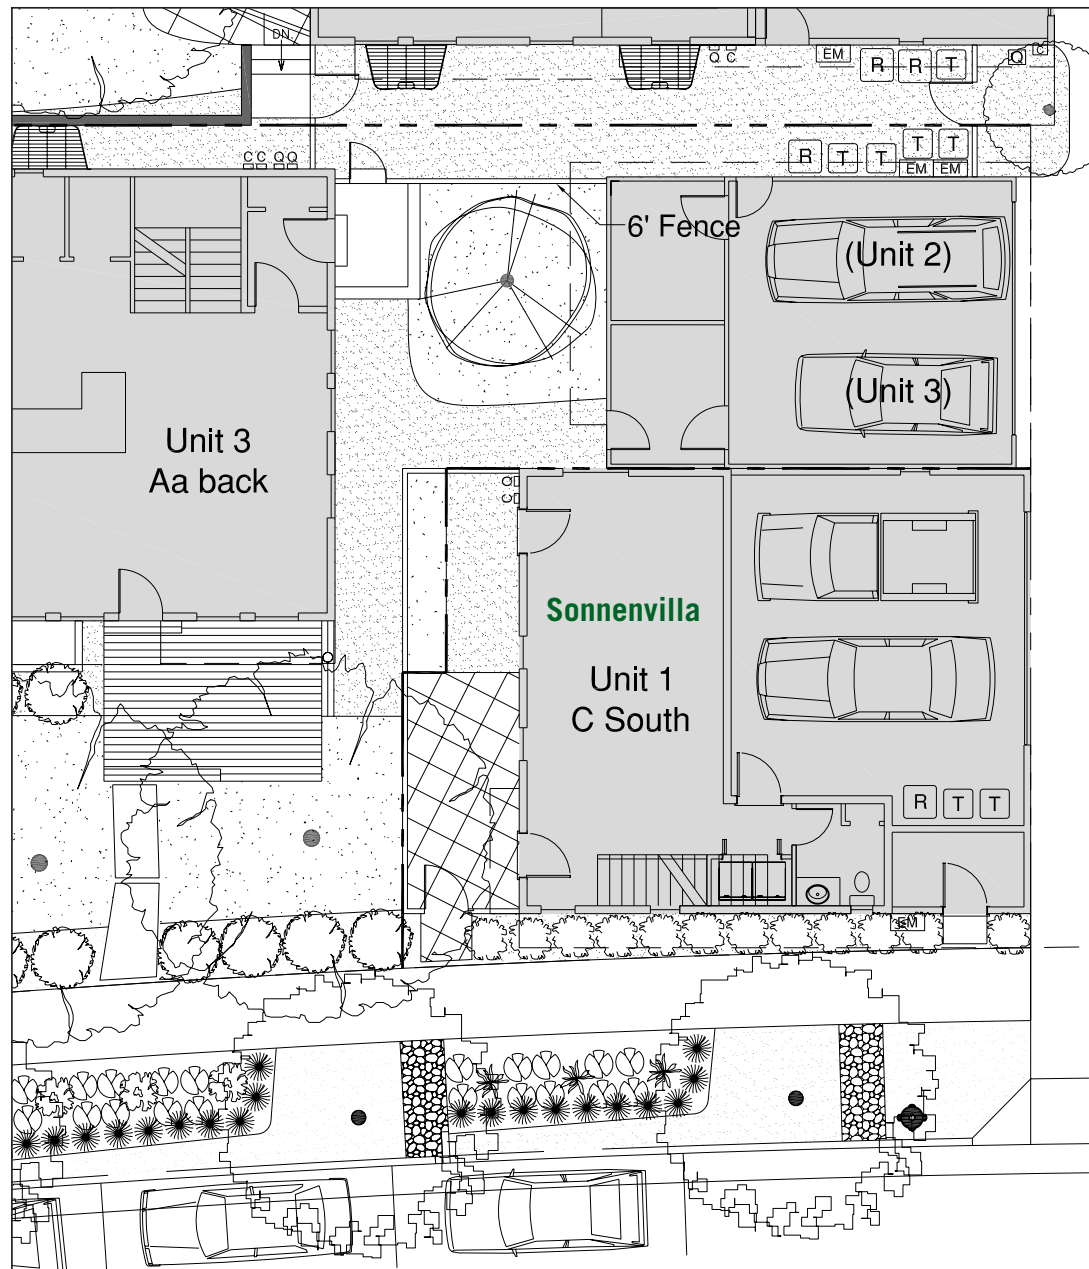 DN.
Q C
EM
R R T
Q
C
C C Q Q
R T T T T
EM EM
6' Fence
(Unit 2)
(Unit 3)
Unit 3
Aa back
Q
C
Sonnenvilla
Unit 1
C South
R T T
EM